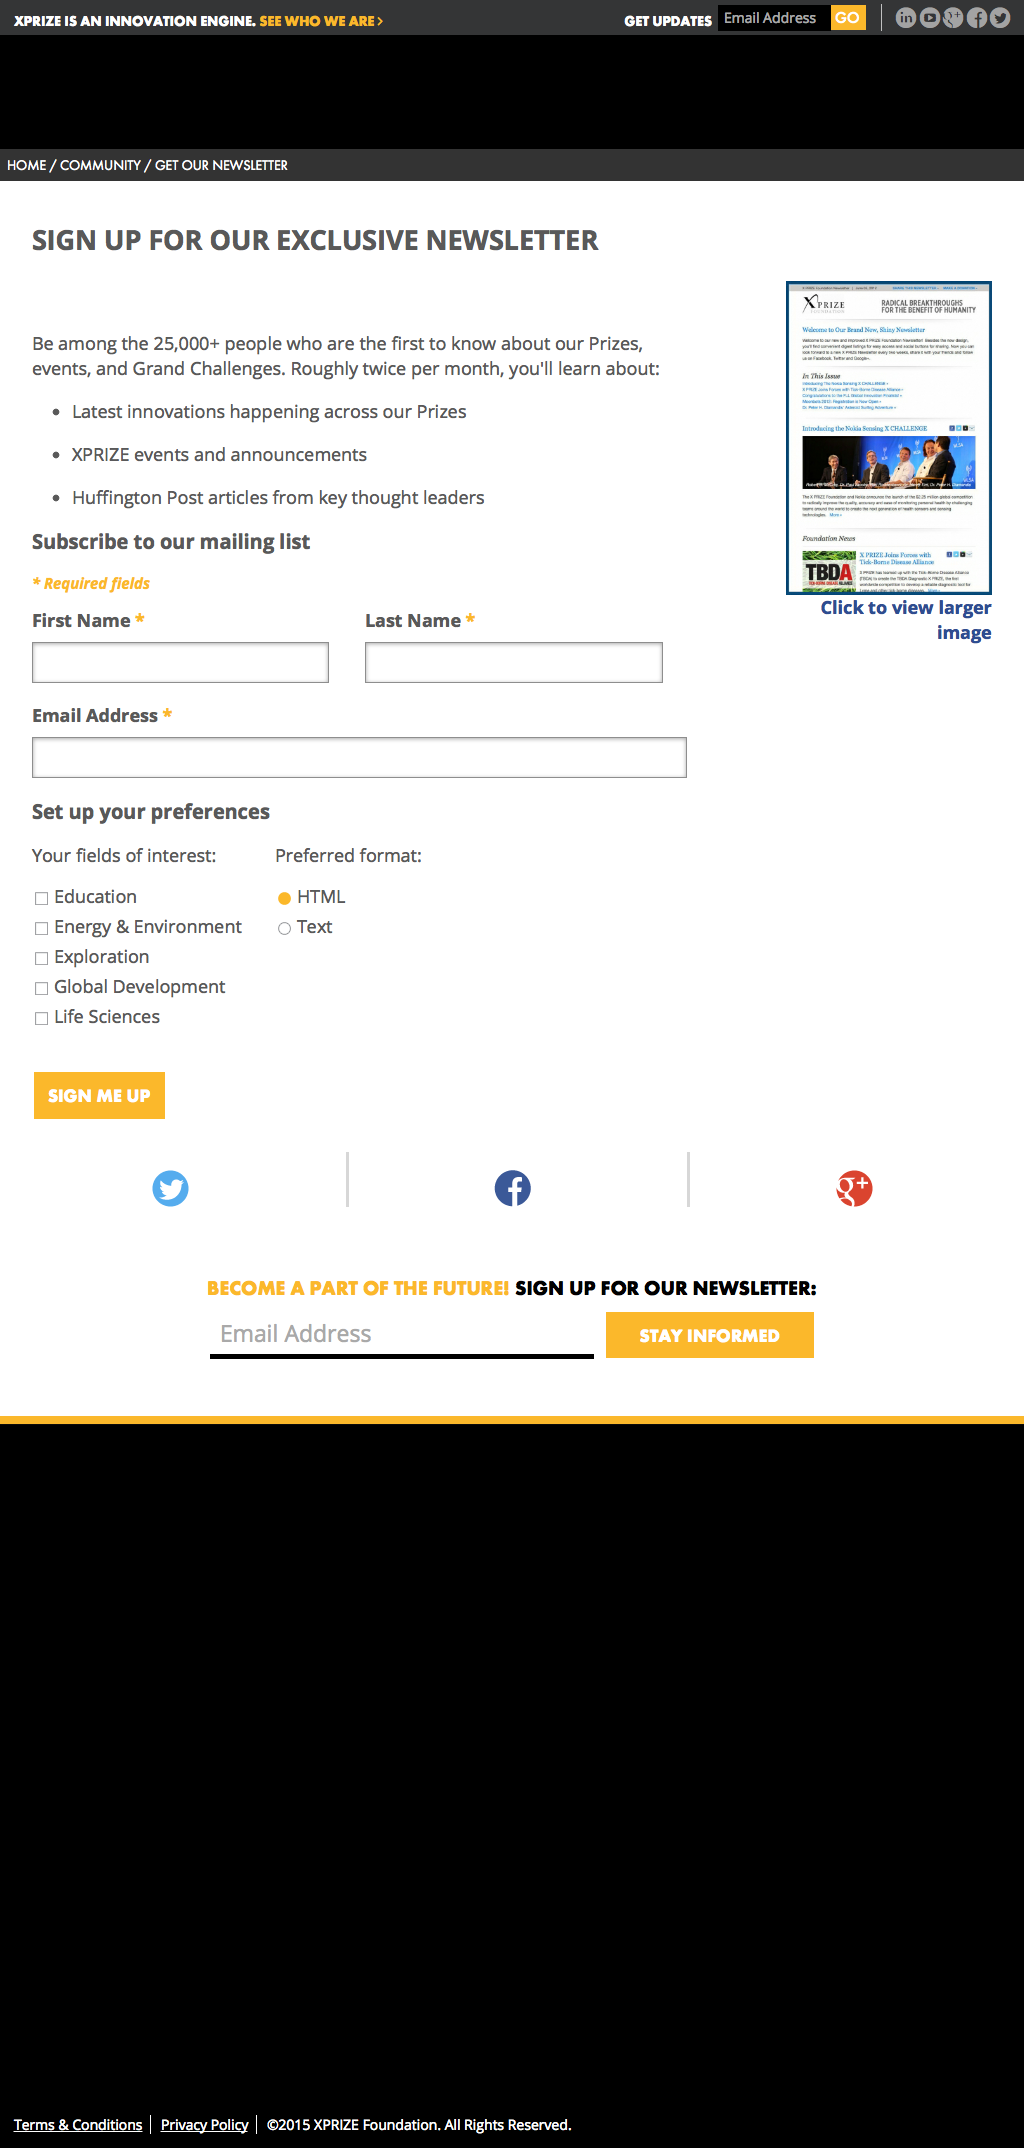 XPRIZE IS AN INNOVATION ENGINE. SEE WHO WE ARE >
GET UPDATES Email Address GO
HOME / COMMUNITY / GET OUR NEWSLETTER
SIGN UP FOR OUR EXCLUSIVE NEWSLETTER
Be among the 25,000+ people who are the first to know about our Prizes,
events, and Grand Challenges. Roughly twice per month, you'll learn about:
• Latest innovations happening across our Prizes
• XPRIZE events and announcements
• Huffington Post articles from key thought leaders
X PRIZE
FOUNDATION
RADICAL BREAKTHROUGHS
FOR THE BENEFIT OF HUMANITY
Welcome to Our Brand New, Shiny Newsletter
In This Issue
Introducing the Nokia Sensing X CHALLENGE
Foundation News
X PRIZE Joins Forces with
Tick-Borne Disease Alliance
TBDA
Click to view larger
image
Subscribe to our mailing list
* Required fields
First Name *
Last Name *
Email Address *
Set up your preferences
Your fields of interest:
Education
Energy & Environment
Exploration
Global Development
Life Sciences
Preferred format:
HTML
Text
SIGN ME UP
BECOME A PART OF THE FUTURE! SIGN UP FOR OUR NEWSLETTER:
Email Address
STAY INFORMED
Terms & Conditions | Privacy Policy | ©2015 XPRIZE Foundation. All Rights Reserved.